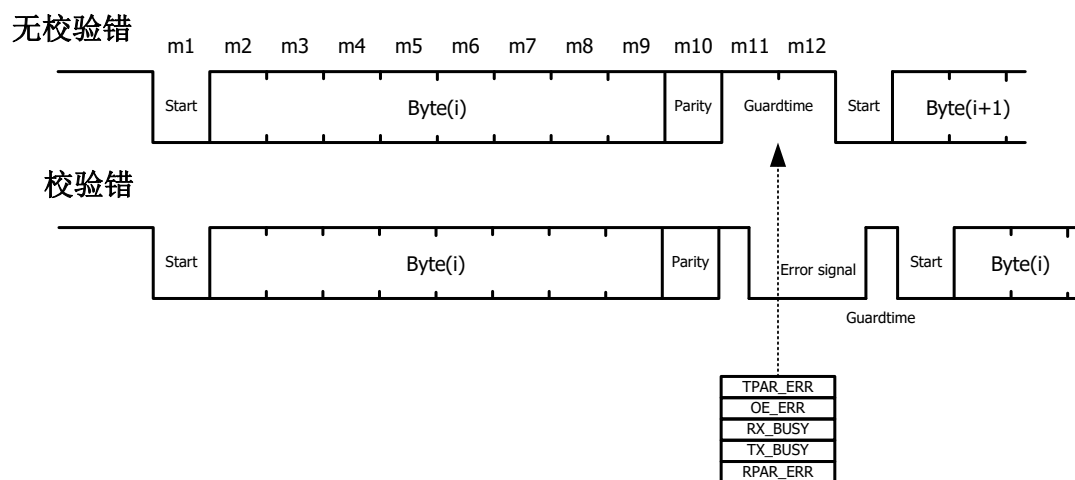 无校验错
m1 m2 m3 m4 m5 m6 m7 m8 m9 m10 m11 m12
Start Byte(i) Parity Guardtime Start Byte(i+1)
校验错
Start Byte(i) Parity Error signal Start Byte(i)
Guardtime
TPAR_ERR
OE_ERR
RX_BUSY
TX_BUSY
RPAR_ERR